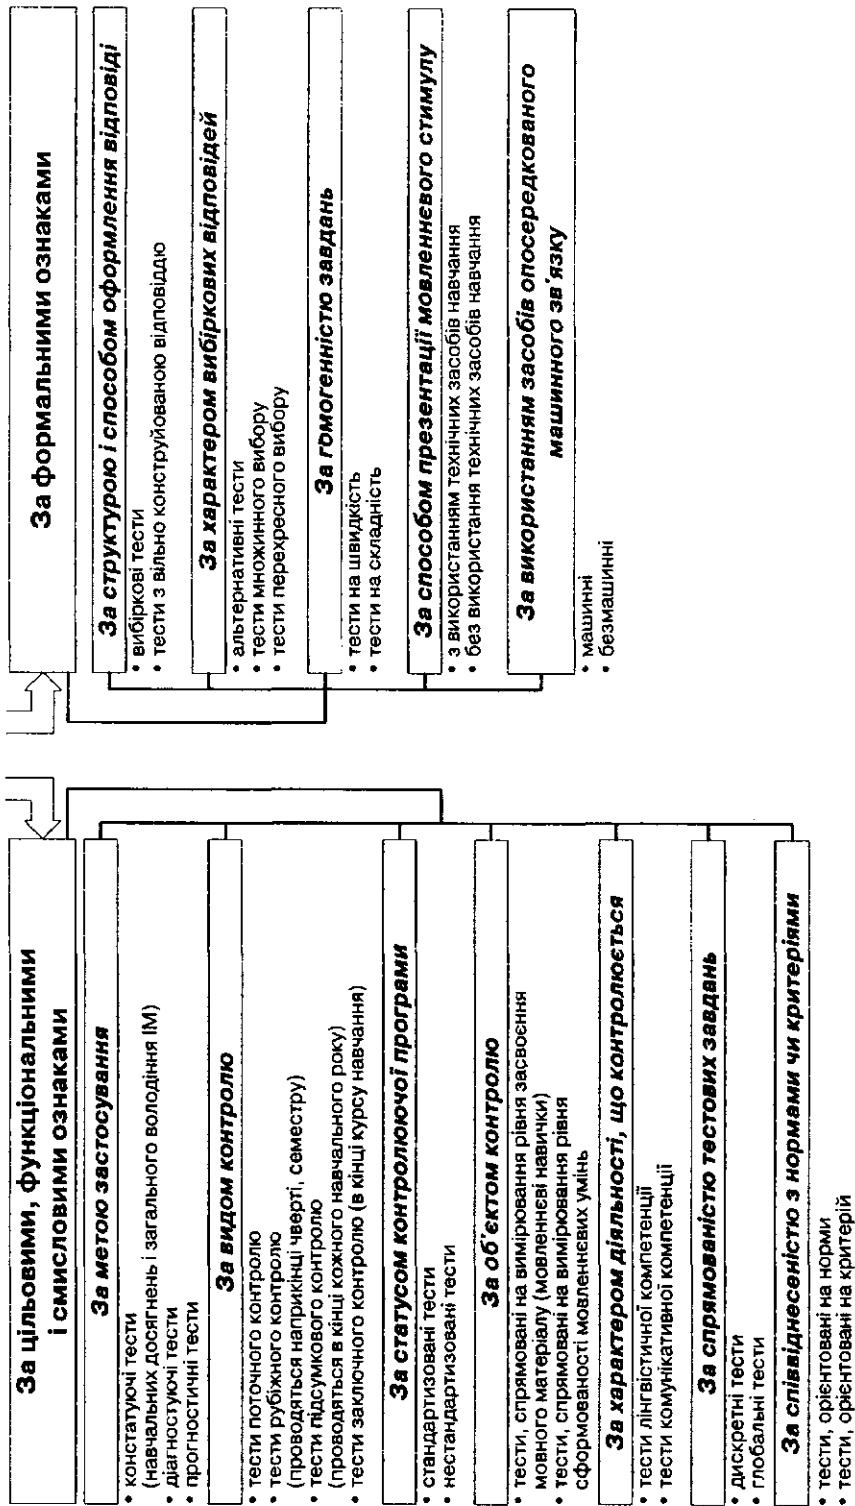 За цільовими, функціональними
і смисловими ознаками
За метою застосування
• констатуючі тести
(навчальних досягнень і загального володіння ІМ)
• діагностуючі тести
• прогностичні тести
За видом контролю
• тести поточного контролю
• тести рубіжного контролю
(проводяться наприкінці чверті, семестру)
• тести підсумкового контролю
(проводяться в кінці кожного навчального року)
• тести заключного контролю (в кінці курсу навчання)
За статусом контролюючої програми
• стандартизовані тести
• нестандартизовані тести
За об'єктом контролю
• тести, спрямовані на вимірювання рівня засвоєння
мовного матеріалу (мовленнєві навички)
• тести, спрямовані на вимірювання рівня
сформованості мовленнєвих умінь
За характером діяльності, що контролюється
• тести лінгвістичної компетенції
• тести комунікативної компетенції
За спрямованістю тестових завдань
• дискретні тести
• глобальні тести
За співвіднесеністю з нормами чи критеріями
• тести, орієнтовані на норми
• тести, орієнтовані на критерій
За формальними ознаками
За структурою і способом оформлення відповіді
• вибіркові тести
• тести з вільно конструйованою відповіддю
За характером вибіркових відповідей
• альтернативні тести
• тести множинного вибору
• тести перехресного вибору
За гомогенністю завдань
• тести на швидкість
• тести на складність
За способом презентації мовленнєвого стимулу
• з використанням технічних засобів навчання
• без використання технічних засобів навчання
За використанням засобів опосередкованого
машинного зв'язку
• машинні
• безмашинні